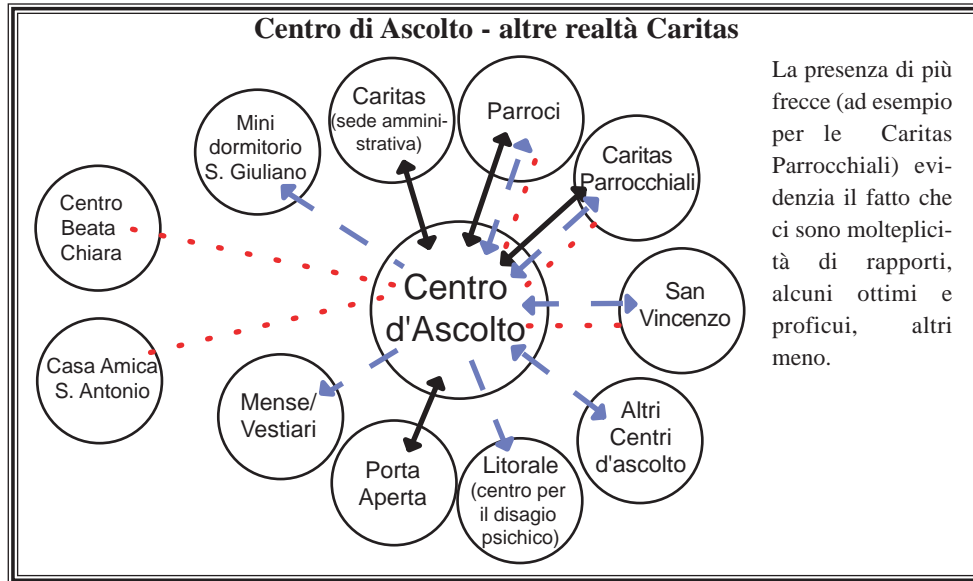 Centro di Ascolto - altre realtà Caritas
La presenza di più
frecce (ad esempio
per le Caritas
Parrocchiali) evi-
denzia il fatto che
ci sono molteplici-
tà di rapporti,
alcuni ottimi e
proficui, altri
meno.
Caritas
(sede ammini-
strativa)
Parroci
Mini
dormitorio
S. Giuliano
Caritas
Parrocchiali
Centro
Beata
Chiara
Centro
d'Ascolto
San
Vincenzo
Casa Amica
S. Antonio
Mense/
Vestiari
Altri
Centri
d'ascolto
Porta
Aperta
Litorale
(centro per
il disagio
psichico)